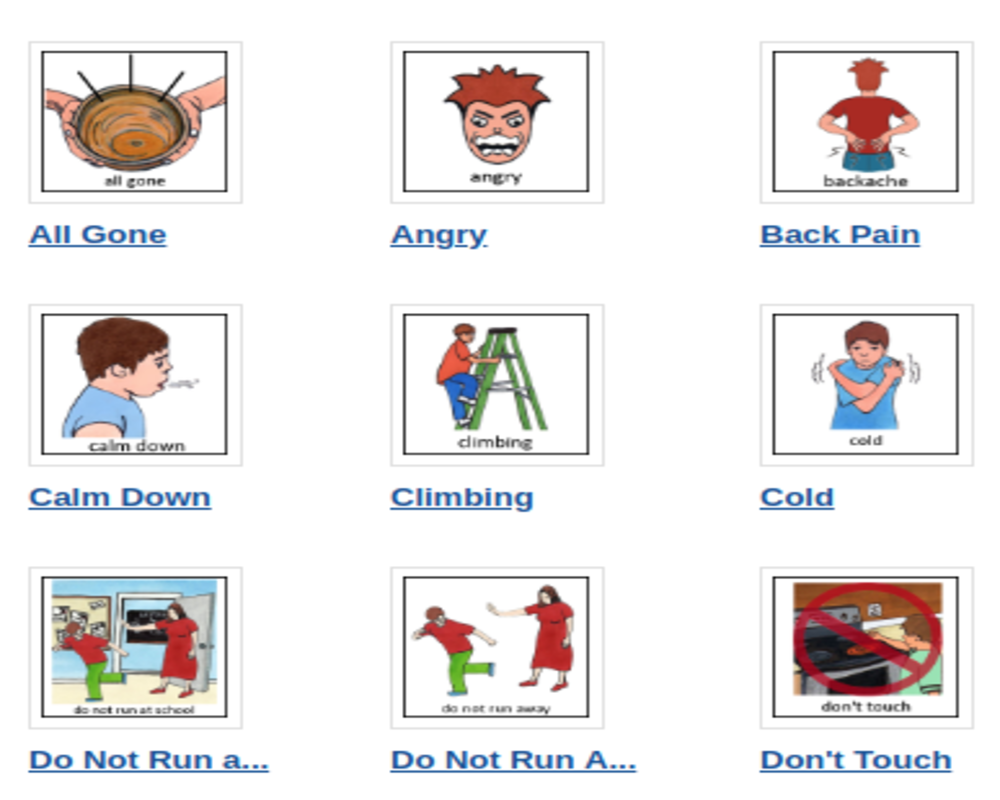 all gone
angry
backache
All Gone
Angry
Back Pain
calm down
climbing
cold
Calm Down
Climbing
Cold
do not run at school
do not run away
don't touch
Do Not Run a...
Do Not Run A...
Don't Touch